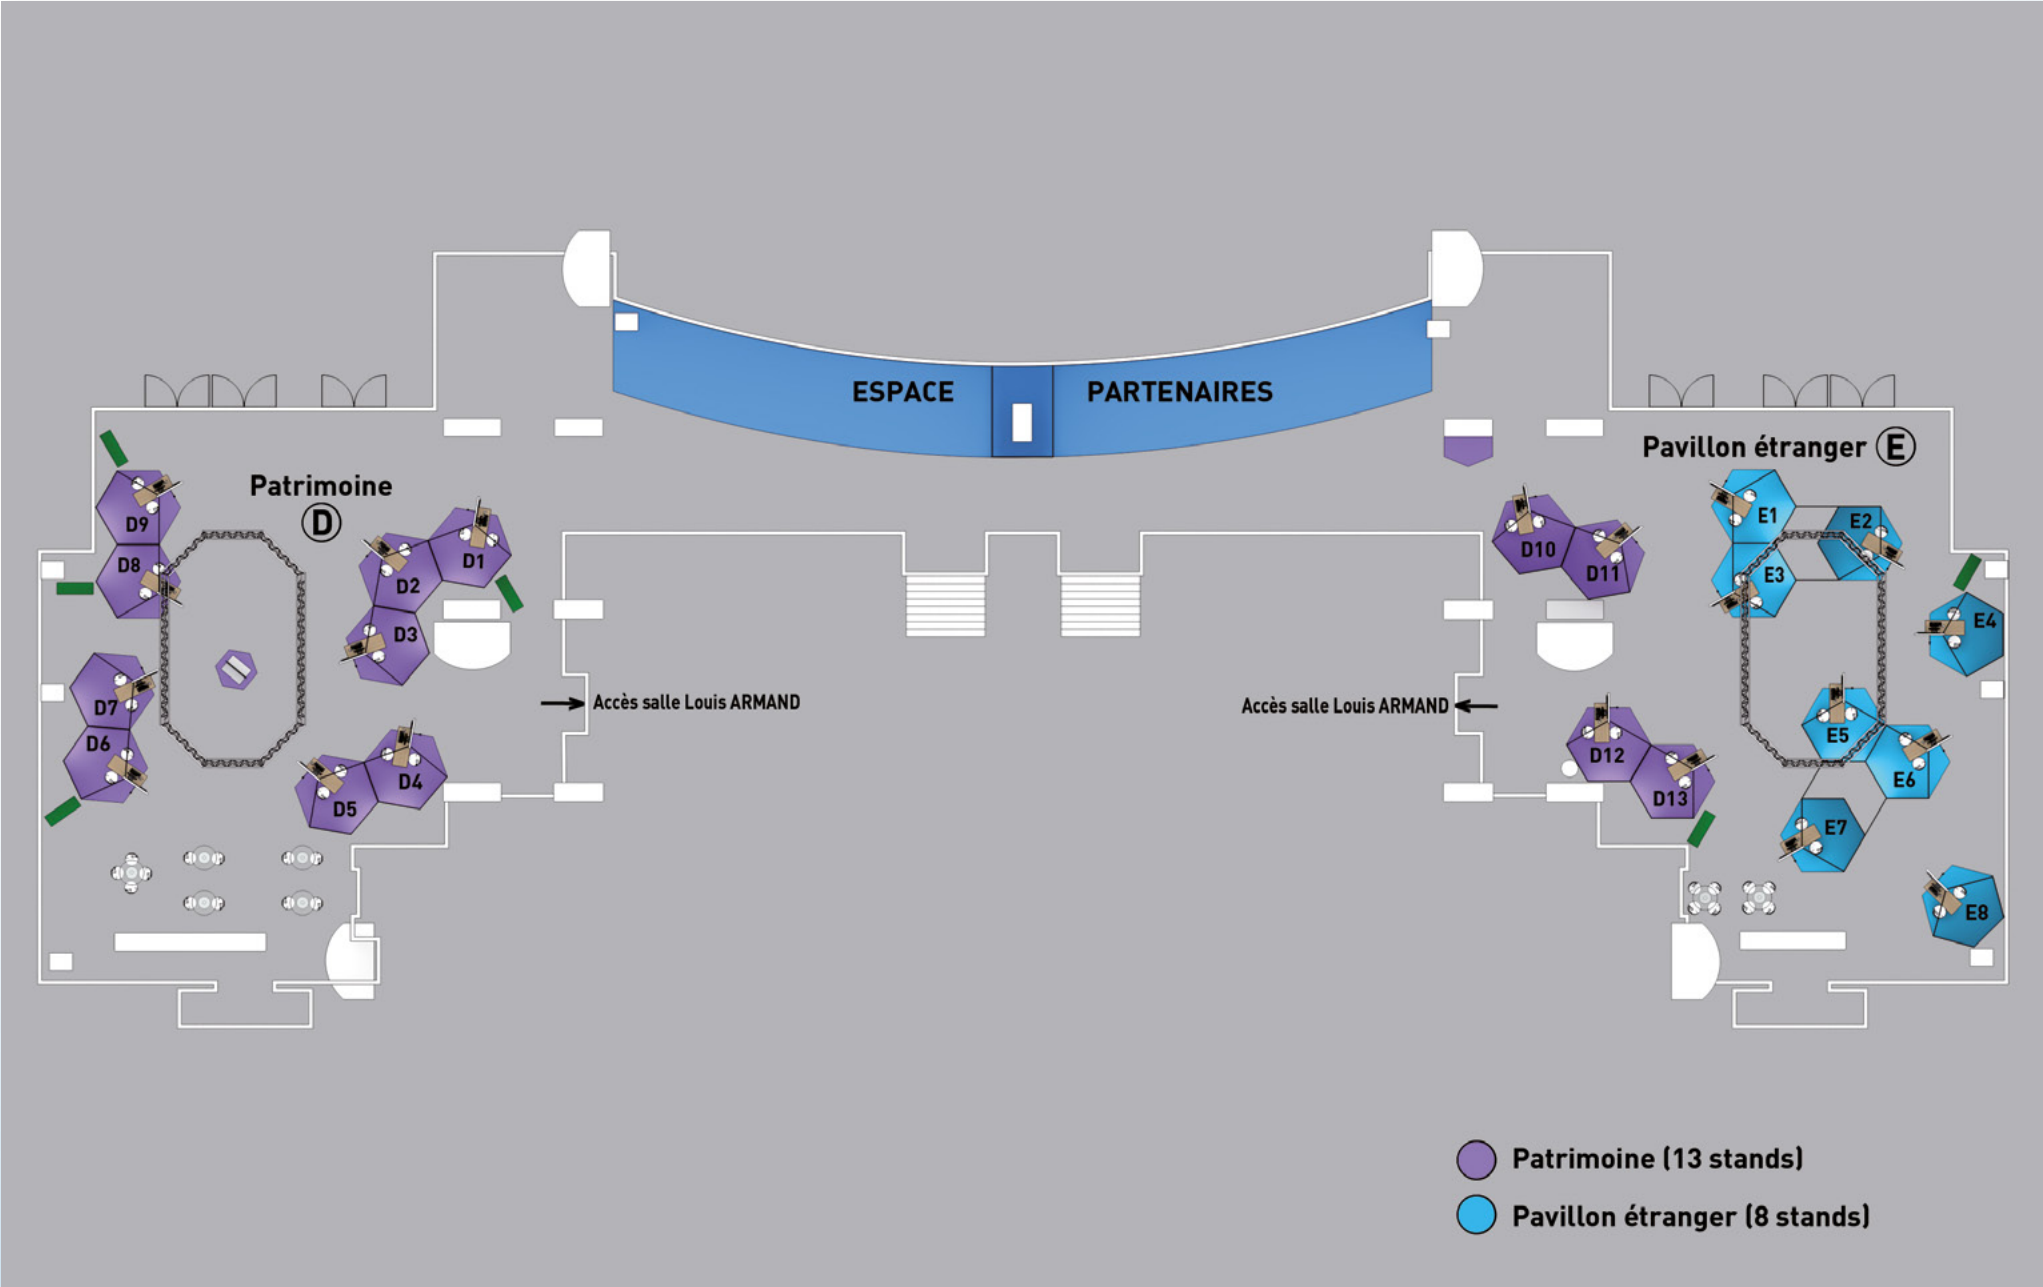 ESPACE PARTENAIRES
Pavillon étranger E
Patrimoine
D
D9
D8
D1
D2
D3
D7
D6
D4
D5
Accès salle Louis ARMAND
Accès salle Louis ARMAND
D10
D11
D12
D13
E1
E2
E3
E4
E5
E6
E7
E8
Patrimoine (13 stands)
Pavillon étranger (8 stands)